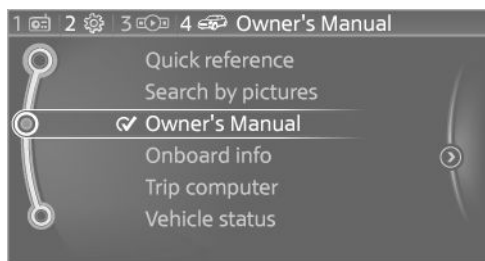 1 2 3 4 Owner's Manual
Quick reference
Search by pictures
Owner's Manual
Onboard info
Trip computer
Vehicle status